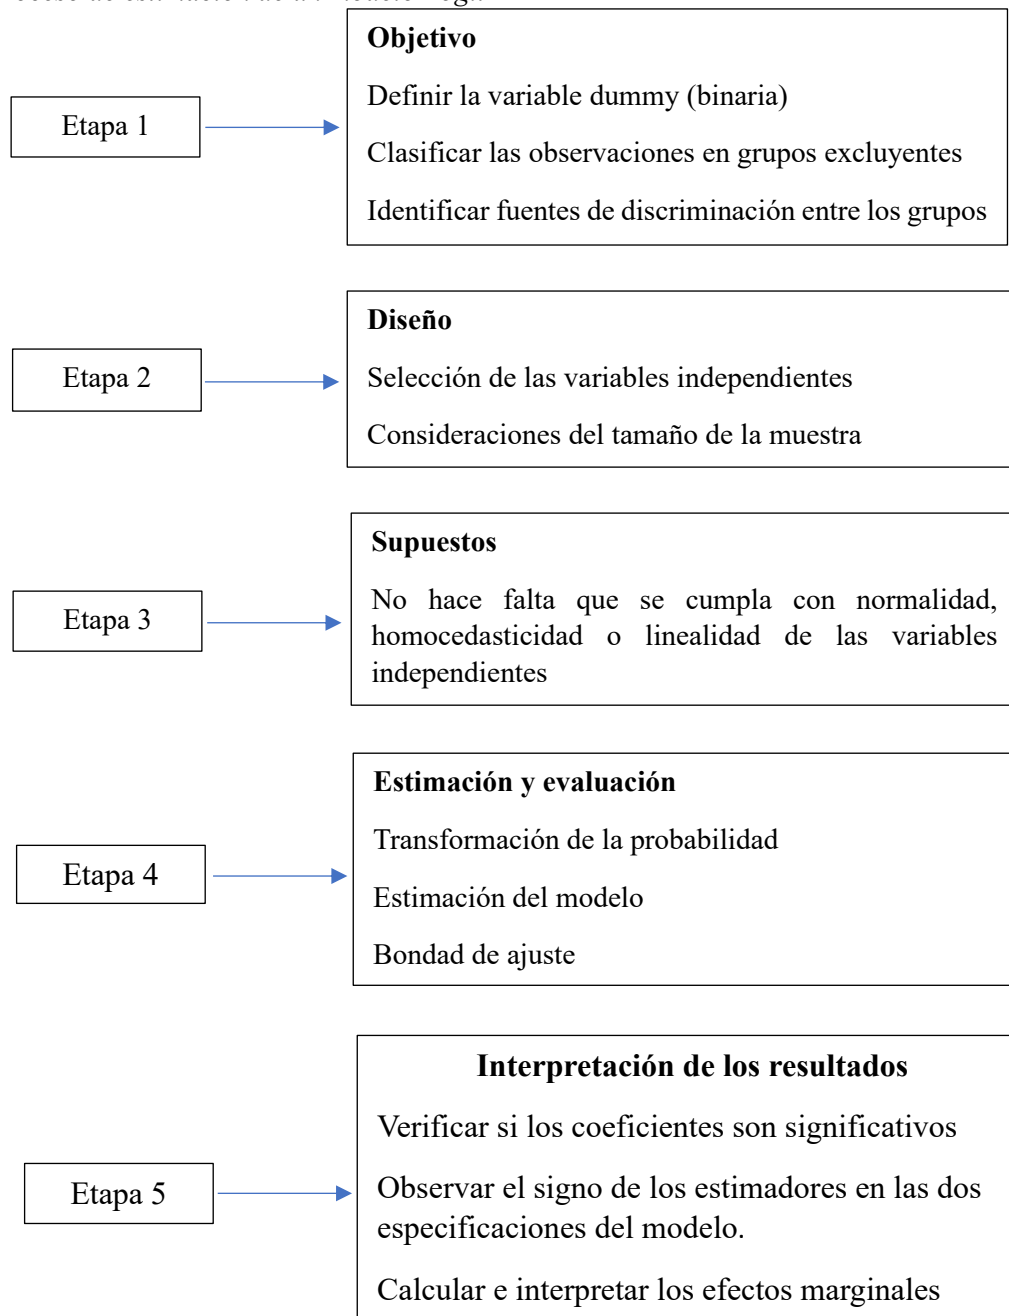 Objetivo
Definir la variable dummy (binaria)
Etapa 1
Clasificar las observaciones en grupos excluyentes
Identificar fuentes de discriminación entre los grupos
Diseño
Etapa 2
Selección de las variables independientes
Consideraciones del tamaño de la muestra
Supuestos
Etapa 3
No hace falta que se cumpla con normalidad,
homocedasticidad o linealidad de las variables
independientes
Estimación y evaluación
Transformación de la probabilidad
Etapa 4
Estimación del modelo
Bondad de ajuste
Interpretación de los resultados
Verificar si los coeficientes son significativos
Etapa 5
Observar el signo de los estimadores en las dos
especificaciones del modelo.
Calcular e interpretar los efectos marginales